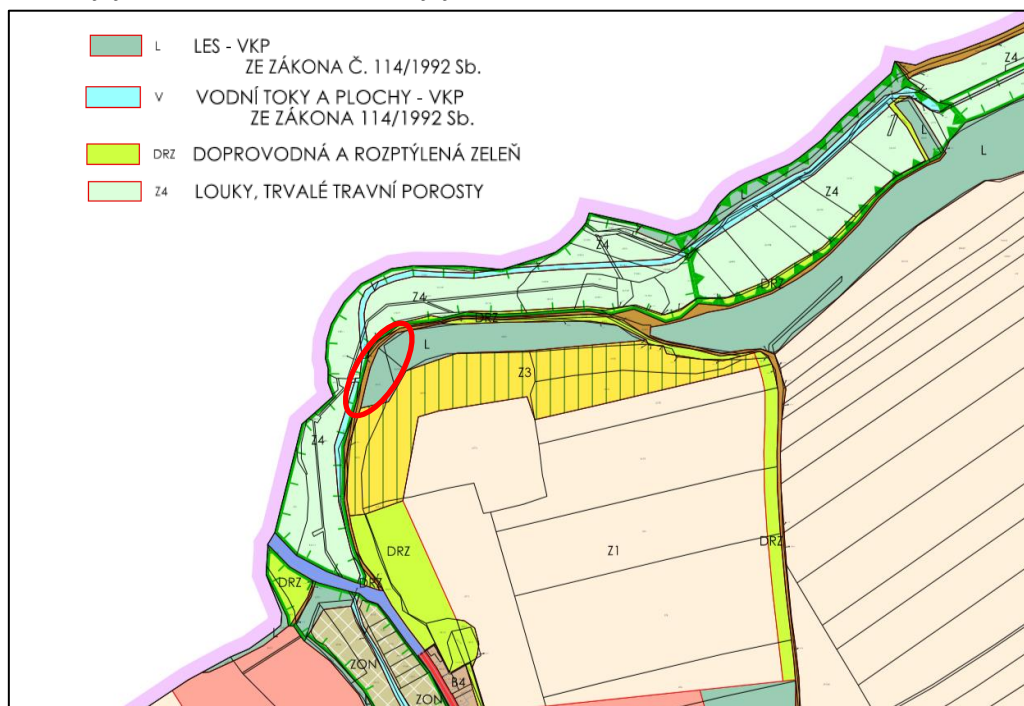 L LES - VKP
ZE ZÁKONA Č. 114/1992 Sb.
V VODNÍ TOKY A PLOCHY - VKP
ZE ZÁKONA 114/1992 Sb.
DRZ DOPROVODNÁ A ROZPTÝLENÁ ZELEŇ
Z4 LOUKY, TRVALÉ TRAVNÍ POROSTY
Z4
L
L
Z4
Z4
DRZ
Z4
DRZ
L
Z3
Z4
DRZ
Z1
DRZ
DRZ
DRZ
ZON
B4
ZON